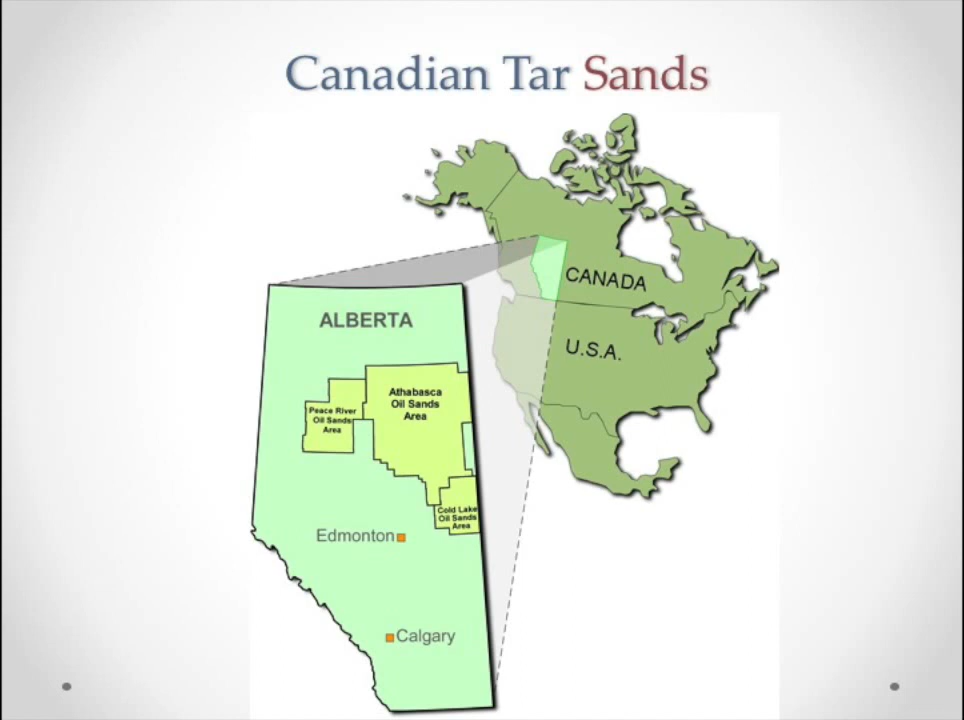 Canadian Tar Sands
CANADA
U.S.A.
ALBERTA
Athabasca
Oil Sands
Area
Peace River
Oil Sands
Area
Cold Lake
Oil Sands
Area
Edmonton
Calgary